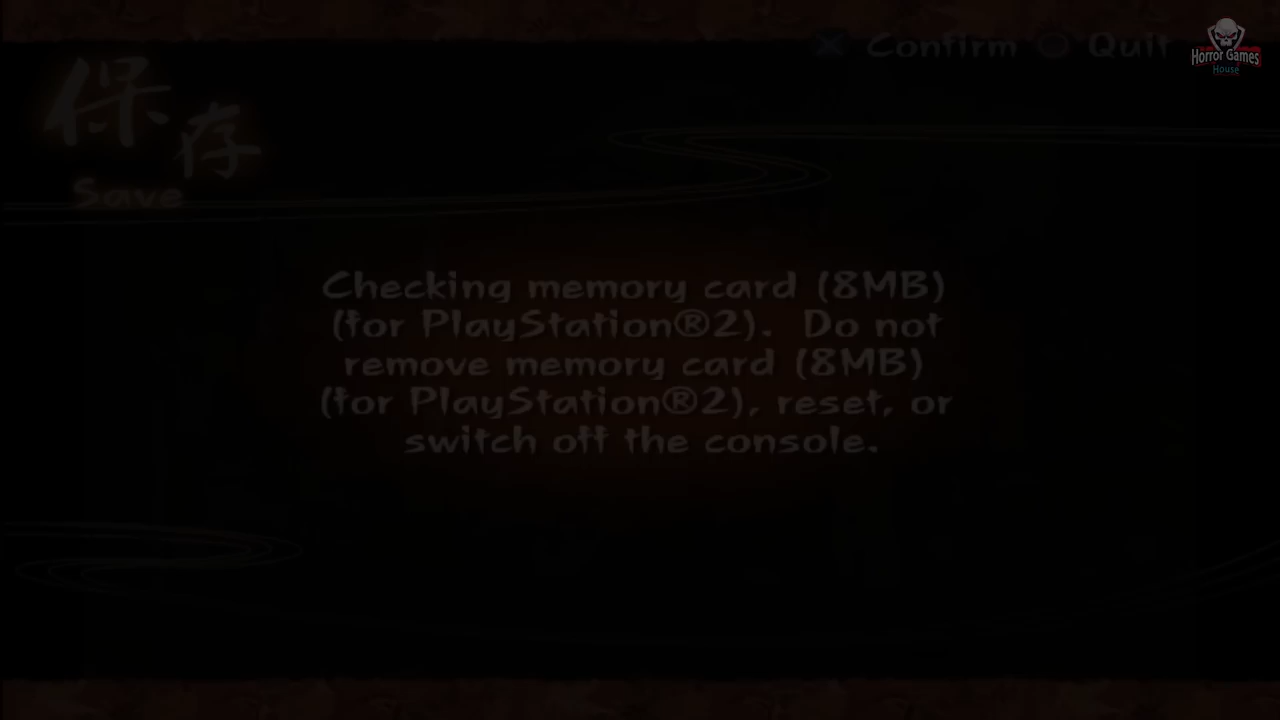 Confirm Quit
Horror Games
House
保存
Save
Checking memory card (8MB)
(for PlayStation®2). Do not
remove memory card (8MB)
(for PlayStation®2), reset, or
switch off the console.